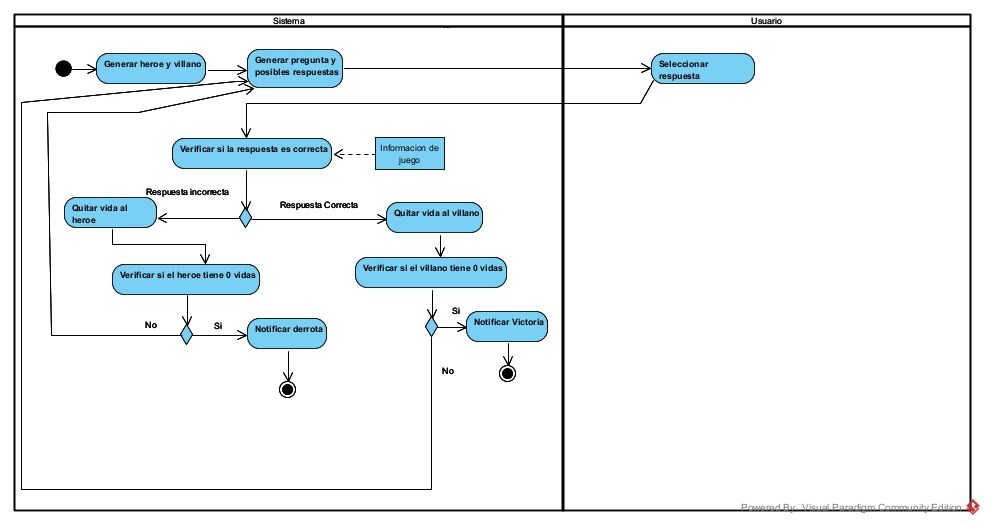 Sistema
Usuario
Generar heroe y villano
Generar pregunta y
posibles respuestas
Seleccionar
respuesta
Verificar si la respuesta es correcta
Informacion de
juego
Respuesta incorrecta
Respuesta Correcta
Quitar vida al
heroe
Quitar vida al villano
Verificar si el heroe tiene 0 vidas
Verificar si el villano tiene 0 vidas
No
Si
Notificar derrota
Si
Notificar Victoria
No
Powered By Visual Paradigm Community Edition